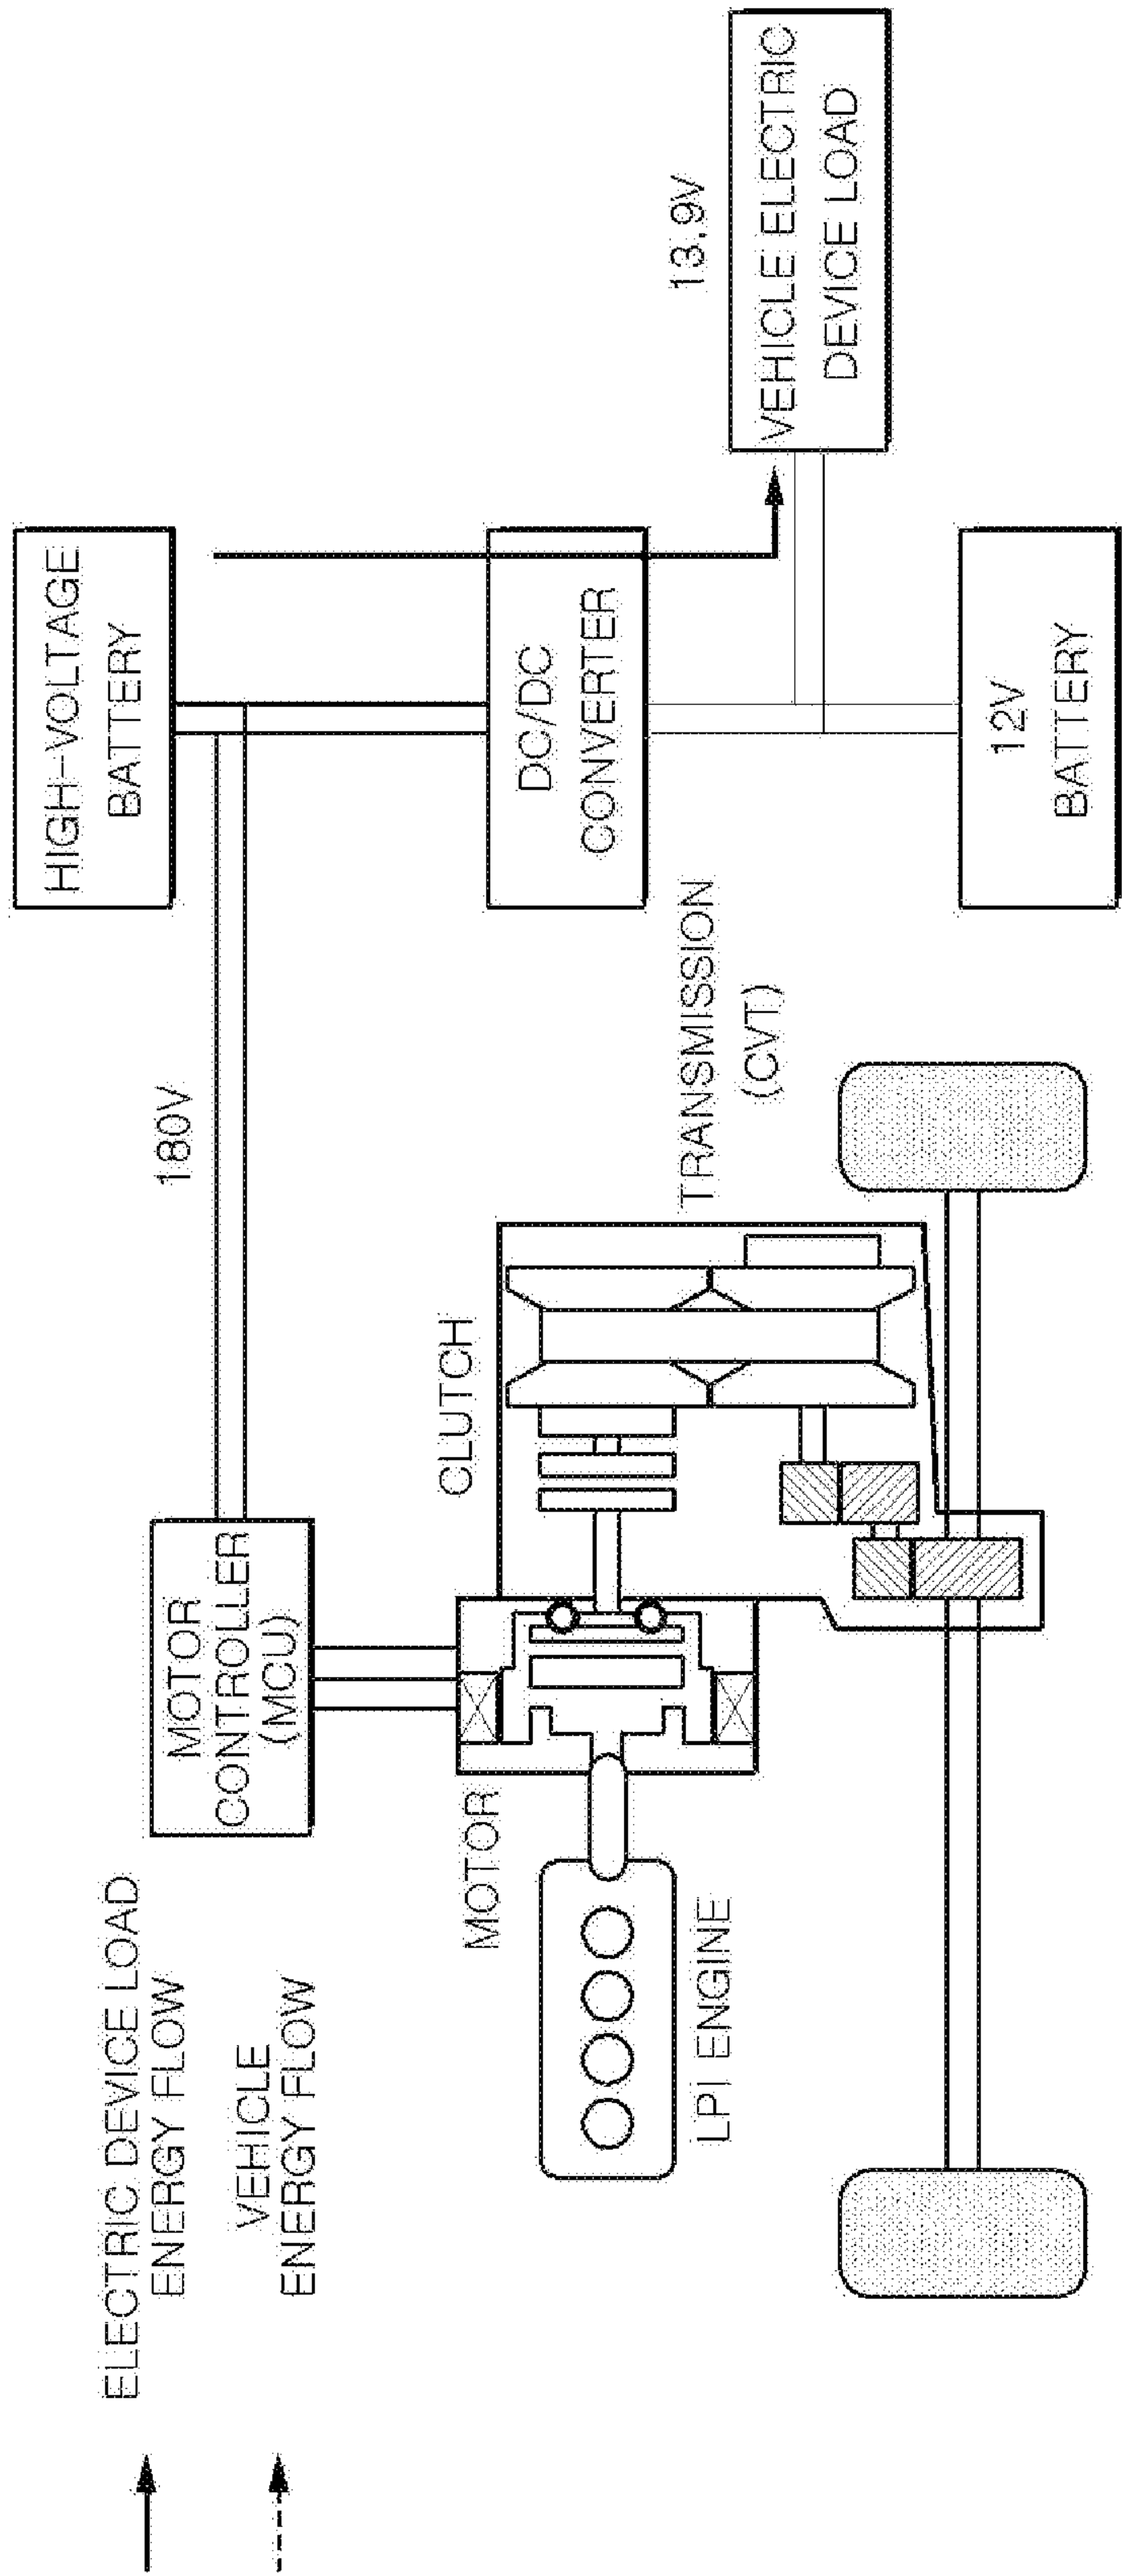 ELECTRIC DEVICE LOAD
ENERGY FLOW
VEHICLE
ENERGY FLOW
MOTOR
CONTROLLER
(MCU)
180V
HIGH-VOLTAGE
BATTERY
MOTOR
LPI ENGINE
CLUTCH
TRANSMISSION
(CVT)
DC/DC
CONVERTER
13.9V
VEHICLE ELECTRIC
DEVICE LOAD
12V
BATTERY